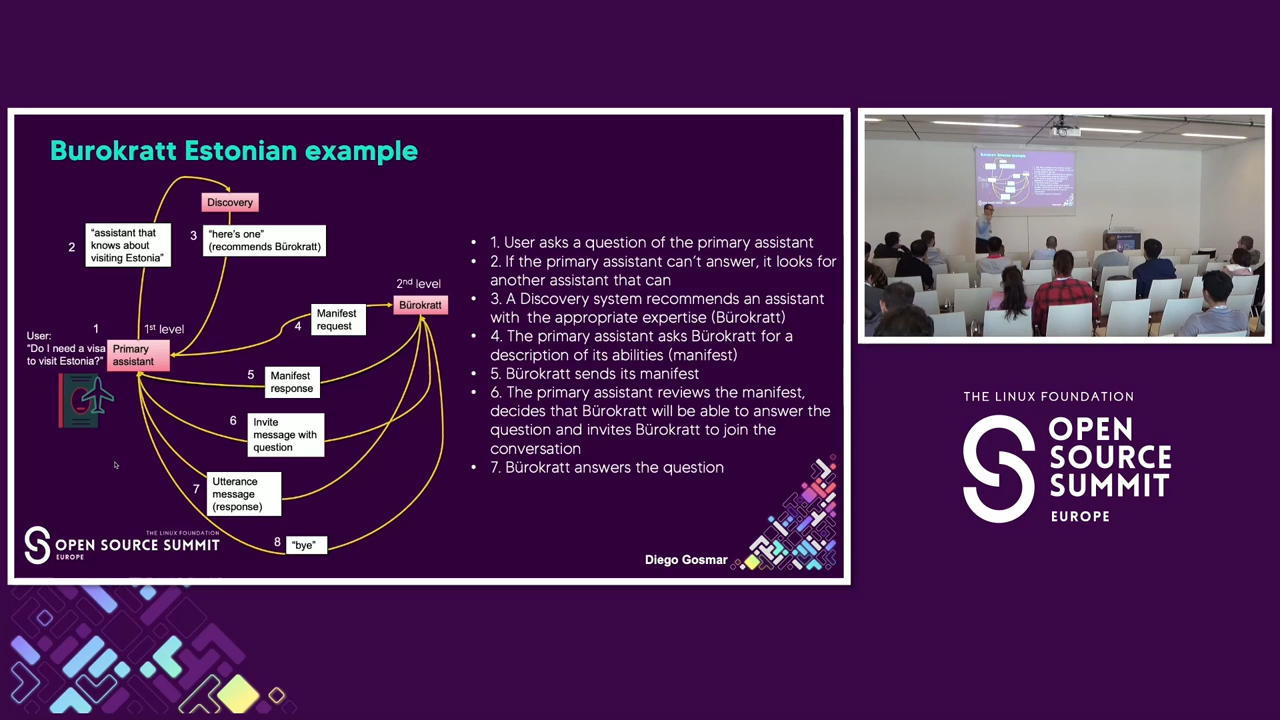 Burokratt Estonian example
Discovery
2
"assistant that
knows about
visiting Estonia"
3
"here's one"
(recommends Bürokratt)
2nd level
Bürokratt
4
Manifest
request
User:
"Do I need a visa
to visit Estonia?"
1
1st level
Primary
assistant
5
Manifest
response
6
Invite
message with
question
7
Utterance
message
(response)
8
"bye"
• 1. User asks a question of the primary assistant
• 2. If the primary assistant can't answer, it looks for
another assistant that can
• 3. A Discovery system recommends an assistant
with the appropriate expertise (Bürokratt)
• 4. The primary assistant asks Bürokratt for a
description of its abilities (manifest)
• 5. Bürokratt sends its manifest
• 6. The primary assistant reviews the manifest,
decides that Bürokratt will be able to answer the
question and invites Bürokratt to join the
conversation
• 7. Bürokratt answers the question
THE LINUX FOUNDATION
OPEN SOURCE SUMMIT
EUROPE
Diego Gosmar
THE LINUX FOUNDATION
OPEN
SOURCE
SUMMIT
EUROPE